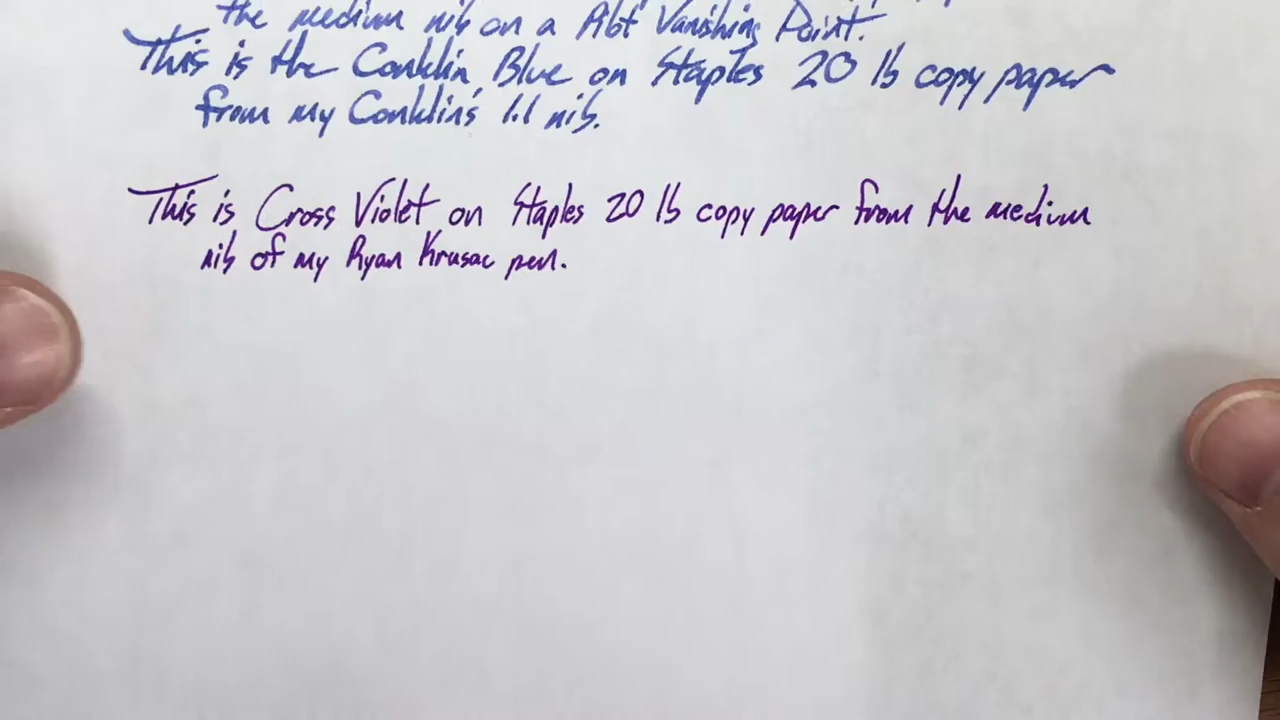 the medium nib on a Pilot Vanishing Point.
This is the Conklin Blue on Staples 20 lb copy paper
from my Conklin's 1.1 nib.
This is Cross Violet on Staples 20 lb copy paper from the medium
nib of my Ryan Krusac pen.